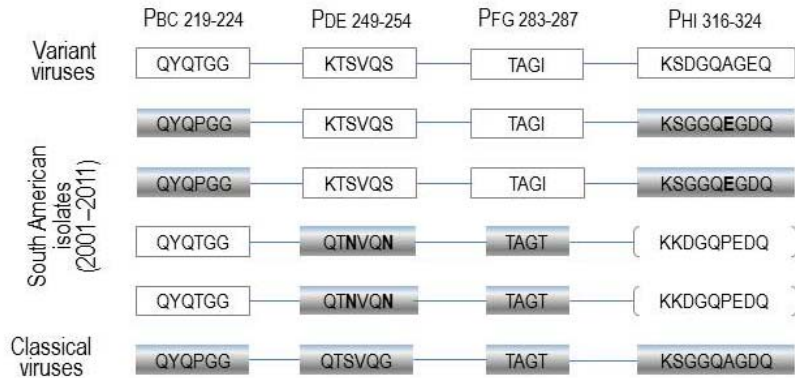 PBC 219-224 PDE 249-254 PFG 283-287 PHI 316-324
Variant viruses QYQTGG KTSVQS TAGI KSDGQAGEQ
South American isolates (2001–2011)
QYQPGG KTSVQS TAGI KSGGQEGDQ
QYQPGG KTSVQS TAGI KSGGQEGDQ
QYQTGG QTNVQN TAGT KKDGQPEDQ
QYQTGG QTNVQN TAGT KKDGQPEDQ
Classical viruses QYQPGG QTSVQG TAGT KSGGQAGDQ